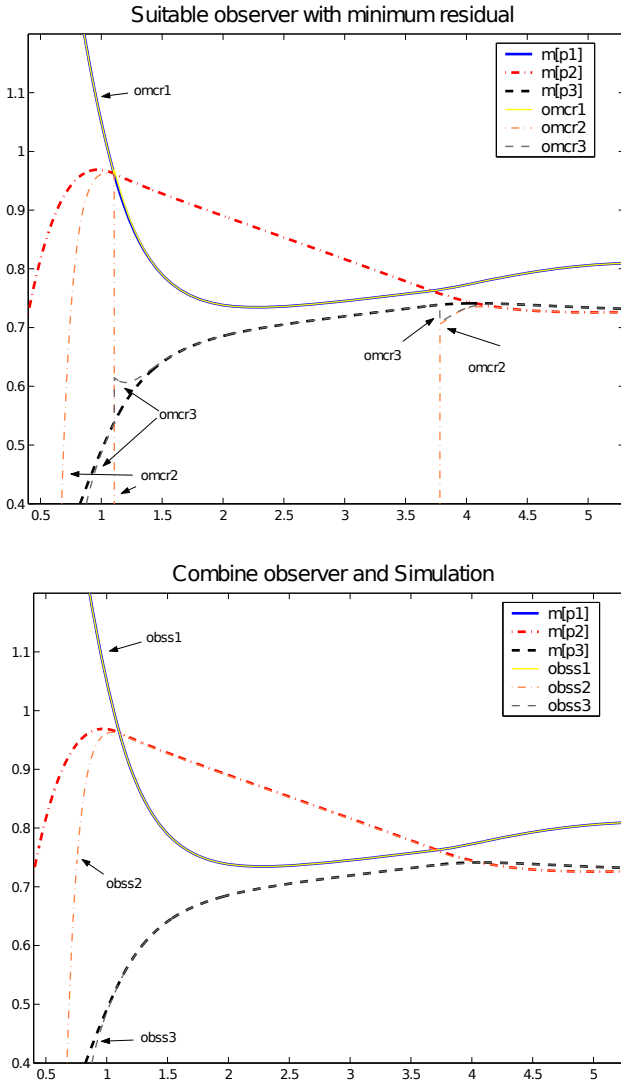 Suitable observer with minimum residual
m[p1]
m[p2]
m[p3]
omcr1
omcr2
omcr3
omcr1
omcr3
omcr2
omcr3
omcr2
1.1
1
0.9
0.8
0.7
0.6
0.5
0.4
0.5 1 1.5 2 2.5 3 3.5 4 4.5 5
Combine observer and Simulation
m[p1]
m[p2]
m[p3]
obss1
obss2
obss3
obss1
obss2
obss3
1.1
1
0.9
0.8
0.7
0.6
0.5
0.4
0.5 1 1.5 2 2.5 3 3.5 4 4.5 5